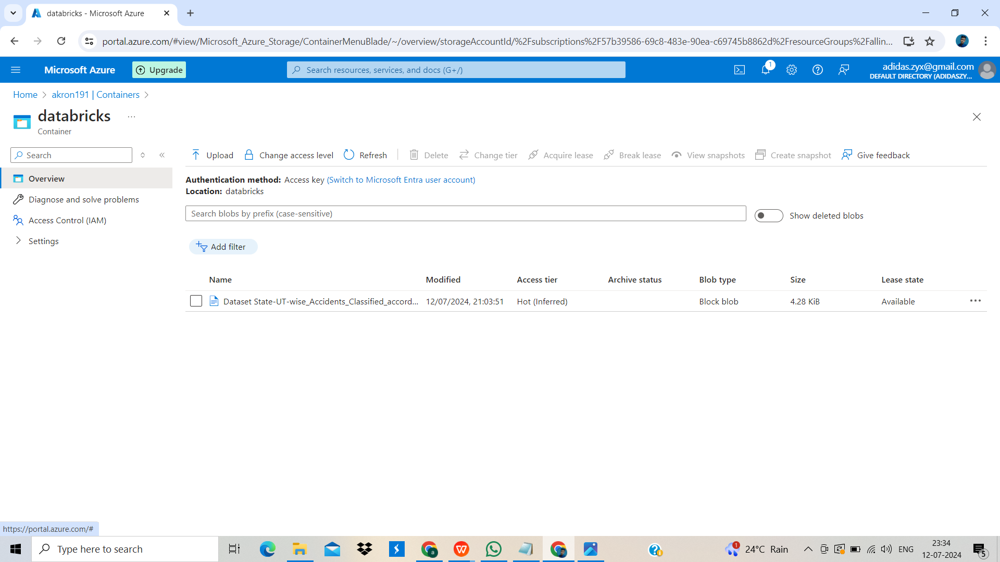 databricks - Microsoft Azure
portal.azure.com/#view/Microsoft_Azure_Storage/ContainerMenuBlade/~/overview/storageAccountId/%2Fsubscriptions%2F57b39586-69c8-483e-90ea-c69745b8862d%2FresourceGroups%2Fallin...
Microsoft Azure
Upgrade
Search resources, services, and docs (G+/)
1
adidas.zyx@gmail.com
DEFAULT DIRECTORY (ADIDASZY...
Home > akron191 | Containers >
databricks ...
Container
Search
Upload Change access level Refresh Delete Change tier Acquire lease Break lease View snapshots Create snapshot Give feedback
Overview
Diagnose and solve problems
Access Control (IAM)
Settings
Authentication method: Access key (Switch to Microsoft Entra user account)
Location: databricks
Search blobs by prefix (case-sensitive)
Show deleted blobs
Add filter
Name Modified Access tier Archive status Blob type Size Lease state
Dataset State-UT-wise_Accidents_Classified_accord... 12/07/2024, 21:03:51 Hot (Inferred) Block blob 4.28 KiB Available ...
https://portal.azure.com/#
Type here to search
a
W
1
24°C Rain
ENG
23:34
12-07-2024
5